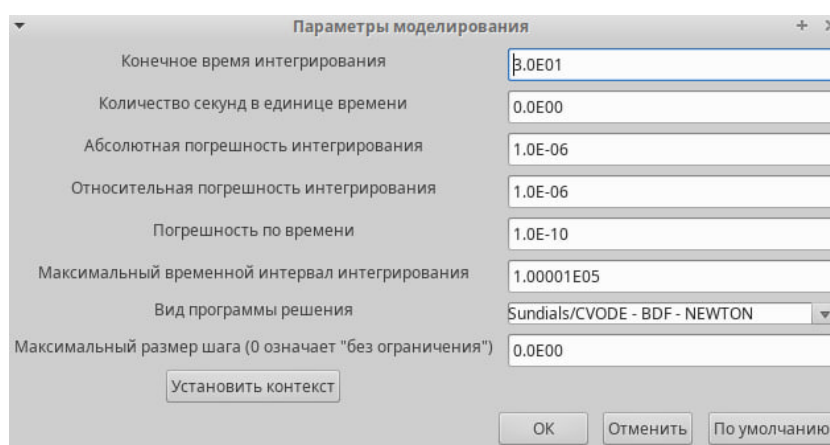 Параметры моделирования
Конечное время интегрирования 3.0E01
Количество секунд в единице времени 0.0E00
Абсолютная погрешность интегрирования 1.0E-06
Относительная погрешность интегрирования 1.0E-06
Погрешность по времени 1.0E-10
Максимальный временной интервал интегрирования 1.00001E05
Вид программы решения Sundials/CVODE - BDF - NEWTON
Максимальный размер шага (0 означает "без ограничения") 0.0E00
Установить контекст
ОК Отменить По умолчанию